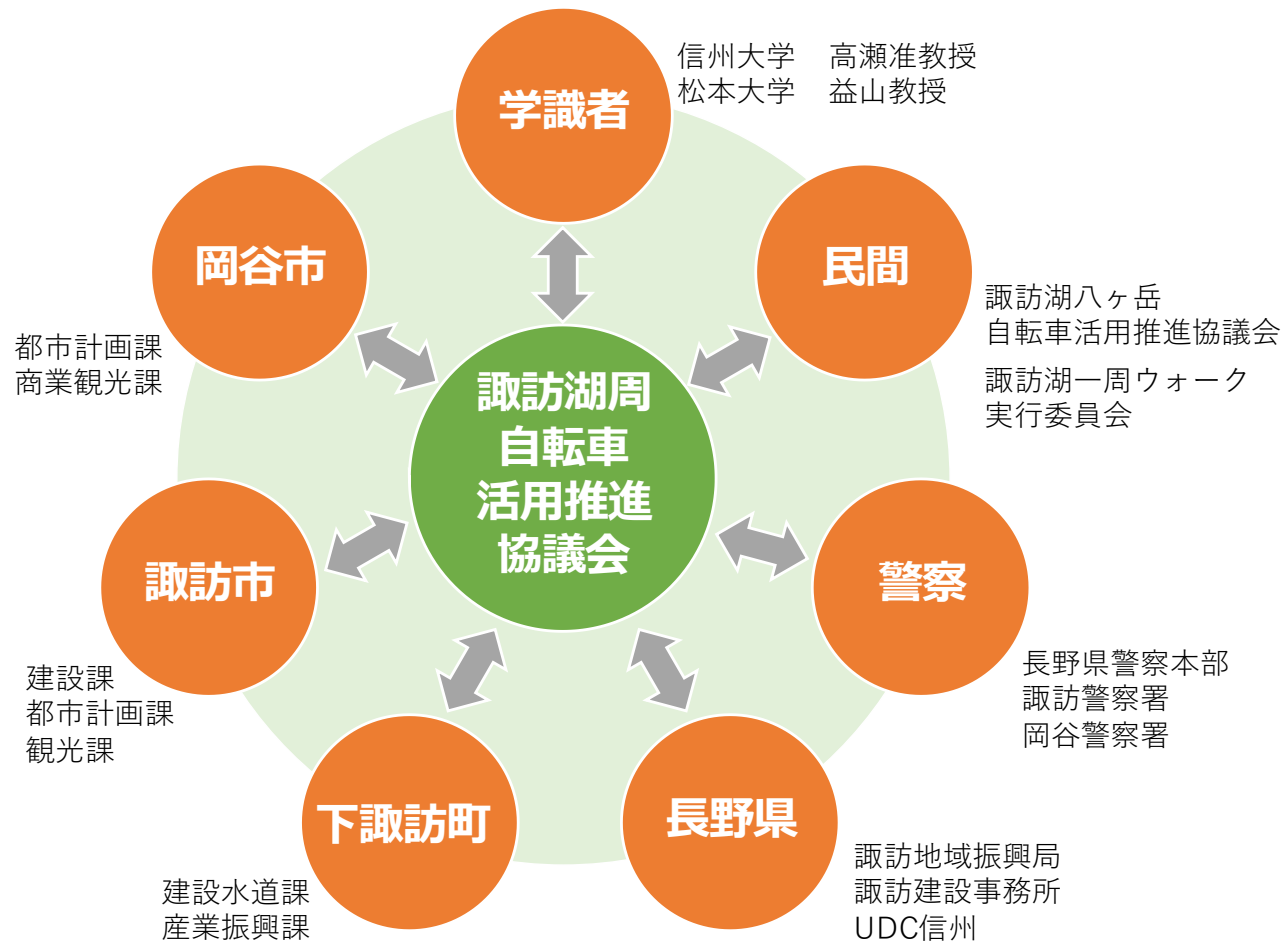 学識者
信州大学　高瀬准教授
松本大学　益山教授
民間
諏訪湖八ヶ岳
自転車活用推進協議会
諏訪湖一周ウォーク
実行委員会
警察
長野県警察本部
諏訪警察署
岡谷警察署
長野県
諏訪地域振興局
諏訪建設事務所
UDC信州
下諏訪町
建設水道課
産業振興課
諏訪市
建設課
都市計画課
観光課
岡谷市
都市計画課
商業観光課
諏訪湖周
自転車
活用推進
協議会